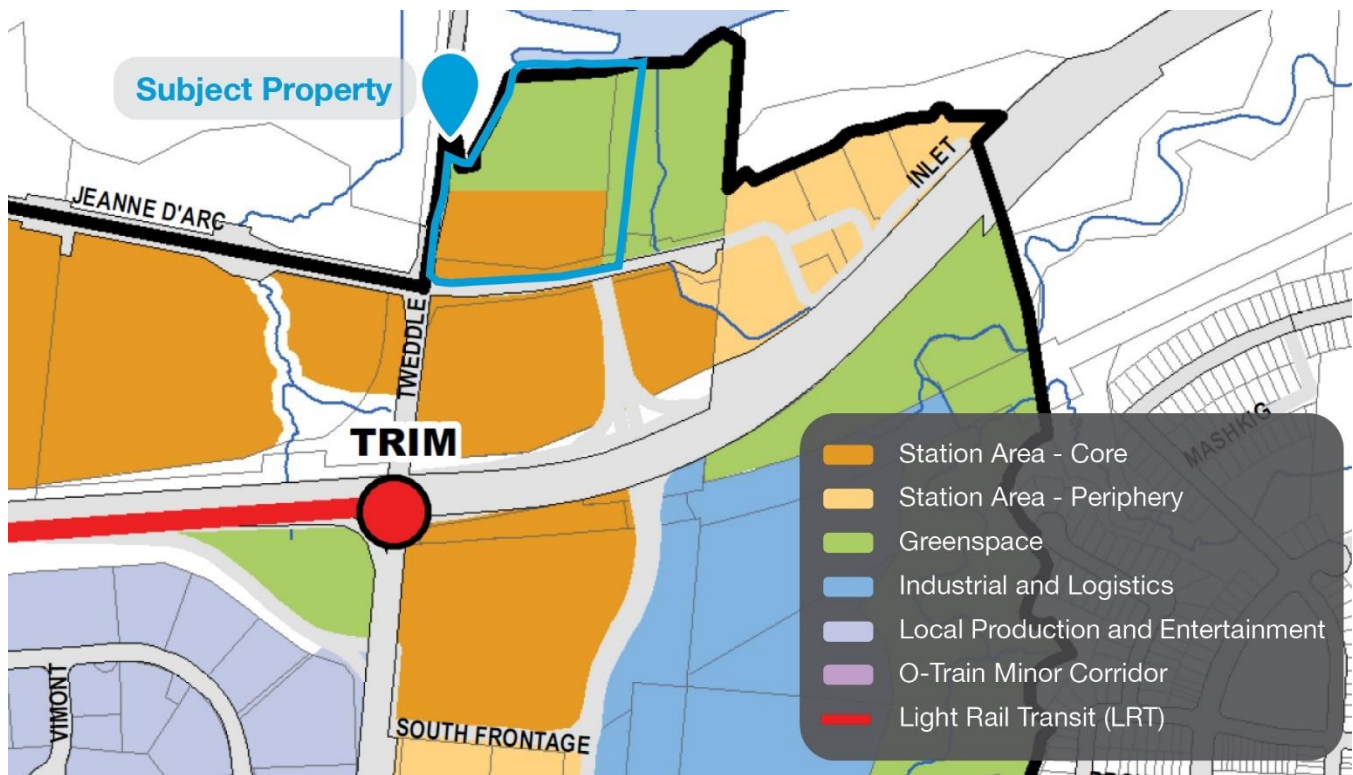 Subject Property
JEANNE D'ARC
INLET
TWEDDLE
TRIM
MASHKIG
Station Area - Core
Station Area - Periphery
Greenspace
Industrial and Logistics
Local Production and Entertainment
O-Train Minor Corridor
Light Rail Transit (LRT)
VIMONT
SOUTH FRONTAGE